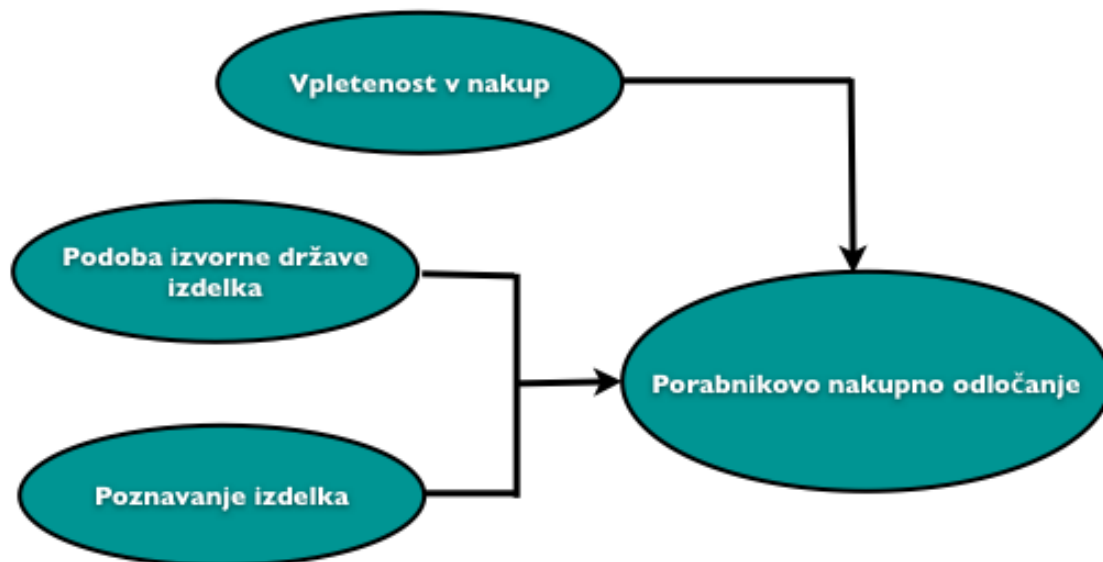 Vpletenost v nakup
Podoba izvorne države
izdelka
Porabnikovo nakupno odločanje
Poznavanje izdelka